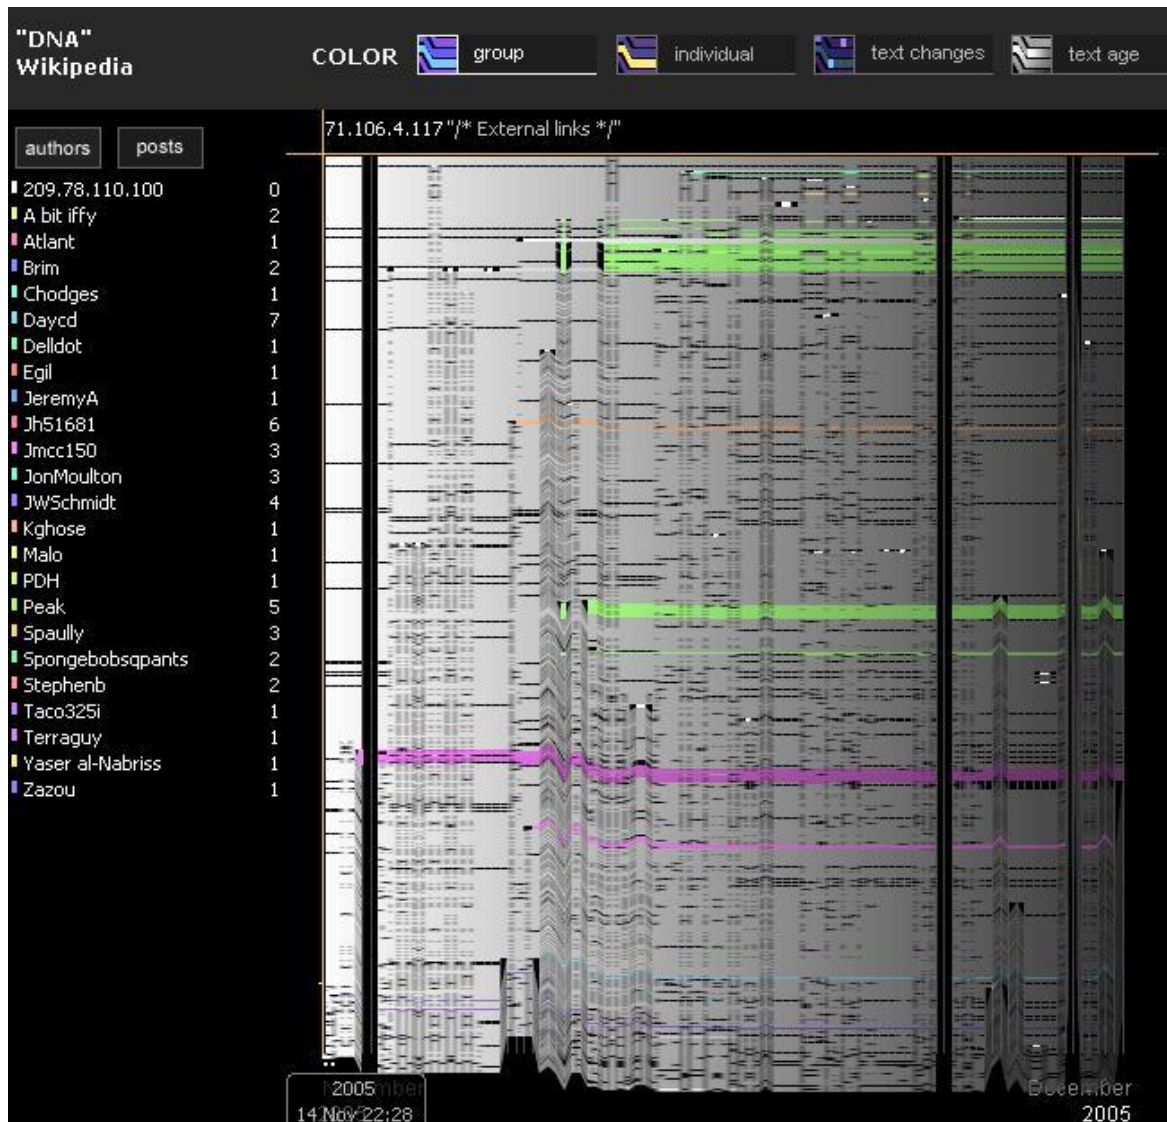 "DNA"
Wikipedia
COLOR group individual text changes text age
71.106.4.117 "/* External links */"
authors posts
209.78.110.100 0
A bit iffy 2
Atlant 1
Brim 2
Chodges 1
Daycd 7
Delldot 1
Egil 1
JeremyA 1
Jh51681 6
Jmcc150 3
JonMoulton 3
JWSchmidt 4
Kghose 1
Malo 1
PDH 1
Peak 5
Spaully 3
Spongebobsqpants 2
Stephenb 2
Taco325i 1
Terraguy 1
Yaser al-Nabriss 1
Zazou 1
2005 December
14 Nov 22:28 2005